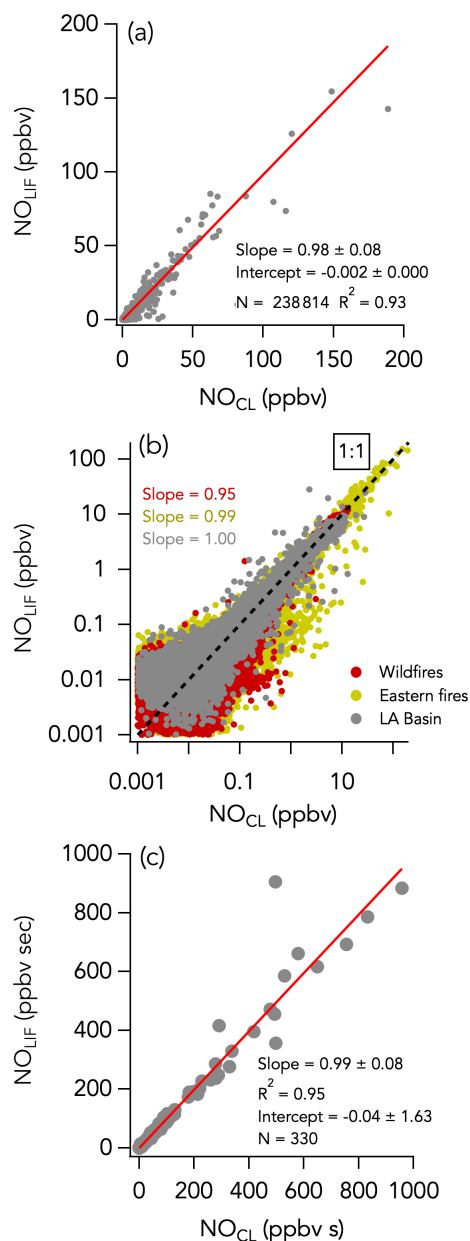 (a)
200
150
100
50
0
NO_LIF (ppbv)
Slope = 0.98 ± 0.08
Intercept = -0.002 ± 0.000
N = 238 814 R² = 0.93
0 50 100 150 200
NO_CL (ppbv)
(b)
1:1
100
10
1
0.1
0.01
0.001
NO_LIF (ppbv)
Slope = 0.95
Slope = 0.99
Slope = 1.00
Wildfires
Eastern fires
LA Basin
0.001 0.1 10
NO_CL (ppbv)
(c)
1000
800
600
400
200
0
NO_LIF (ppbv sec)
Slope = 0.99 ± 0.08
R² = 0.95
Intercept = -0.04 ± 1.63
N = 330
0 200 400 600 800 1000
NO_CL (ppbv s)